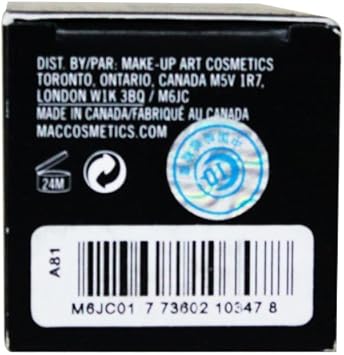 DIST. BY/PAR: MAKE-UP ART COSMETICS
TORONTO, ONTARIO, CANADA M5V 1R7,
LONDON W1K 3BQ / M6JC
MADE IN CANADA/FABRIQUÉ AU CANADA
MACCOSMETICS.COM
24M
A81
M6JC01 7 73602 10347 8